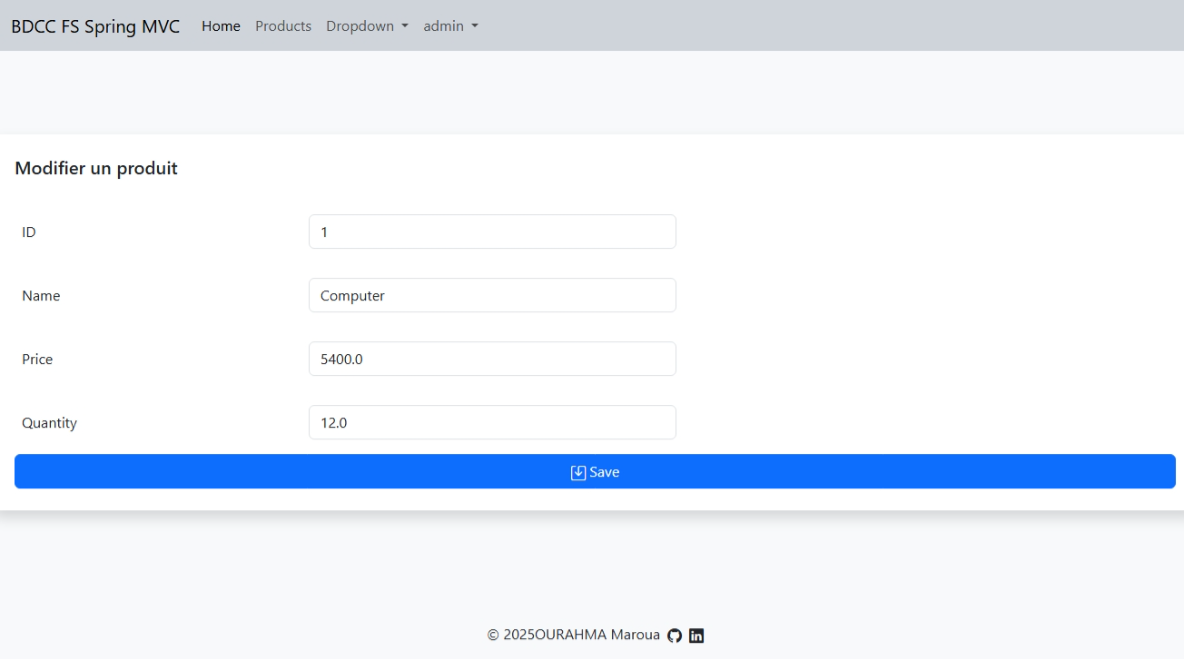 BDCC FS Spring MVC Home Products Dropdown admin
Modifier un produit
ID 1
Name Computer
Price 5400.0
Quantity 12.0
Save
© 2025OURAHMA Maroua in